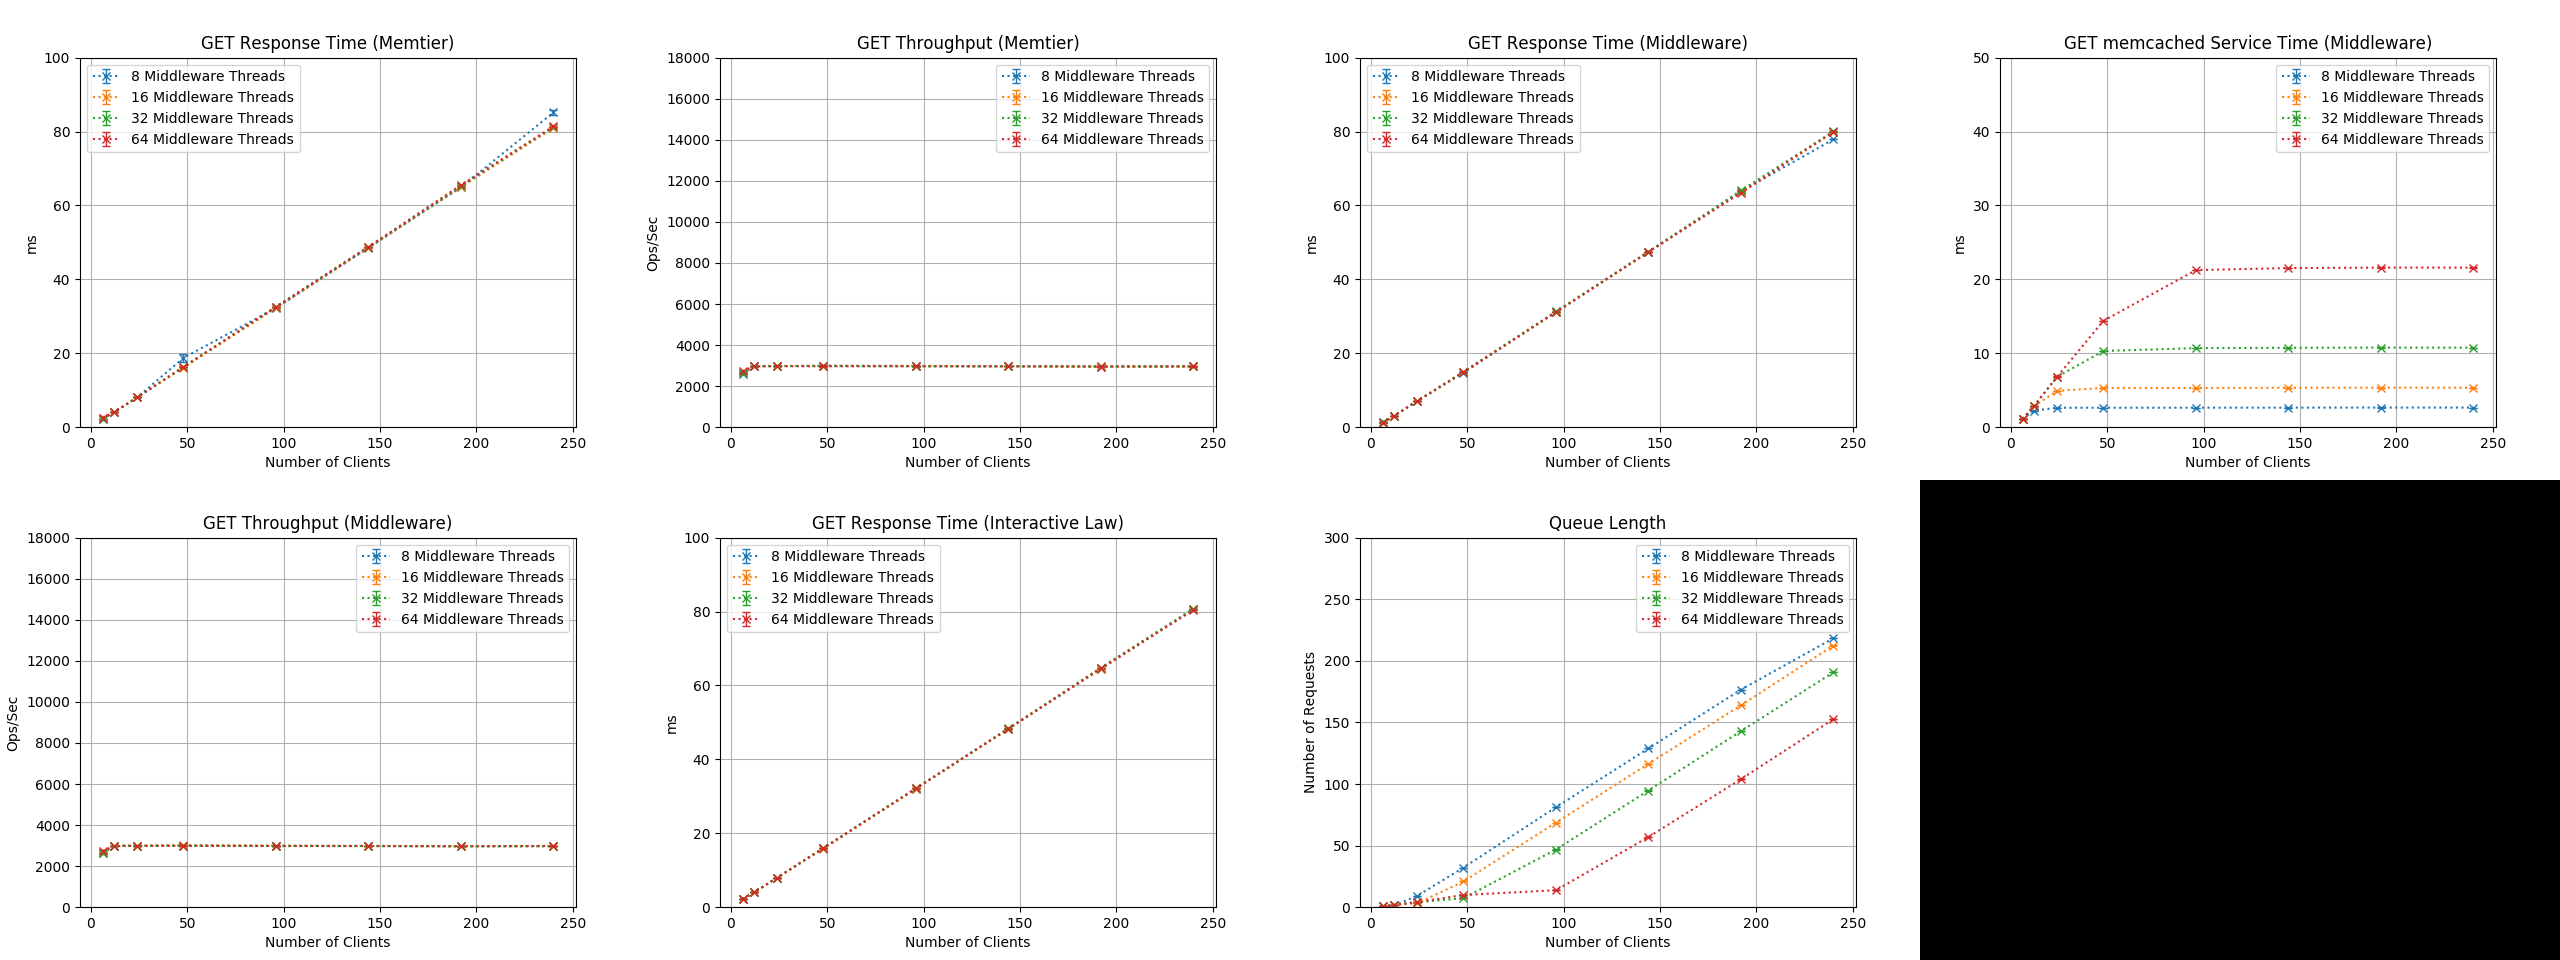 GET Response Time (Memtier)
100
80
60
40
20
0
ms
8 Middleware Threads
16 Middleware Threads
32 Middleware Threads
64 Middleware Threads
0 50 100 150 200 250
Number of Clients
GET Throughput (Memtier)
18000
16000
14000
12000
10000
8000
6000
4000
2000
0
Ops/Sec
8 Middleware Threads
16 Middleware Threads
32 Middleware Threads
64 Middleware Threads
0 50 100 150 200 250
Number of Clients
GET Response Time (Middleware)
100
80
60
40
20
0
ms
8 Middleware Threads
16 Middleware Threads
32 Middleware Threads
64 Middleware Threads
0 50 100 150 200 250
Number of Clients
GET memcached Service Time (Middleware)
50
40
30
20
10
0
ms
8 Middleware Threads
16 Middleware Threads
32 Middleware Threads
64 Middleware Threads
0 50 100 150 200 250
Number of Clients
GET Throughput (Middleware)
18000
16000
14000
12000
10000
8000
6000
4000
2000
0
Ops/Sec
8 Middleware Threads
16 Middleware Threads
32 Middleware Threads
64 Middleware Threads
0 50 100 150 200 250
Number of Clients
GET Response Time (Interactive Law)
100
80
60
40
20
0
ms
8 Middleware Threads
16 Middleware Threads
32 Middleware Threads
64 Middleware Threads
0 50 100 150 200 250
Number of Clients
Queue Length
300
250
200
150
100
50
0
Number of Requests
8 Middleware Threads
16 Middleware Threads
32 Middleware Threads
64 Middleware Threads
0 50 100 150 200 250
Number of Clients